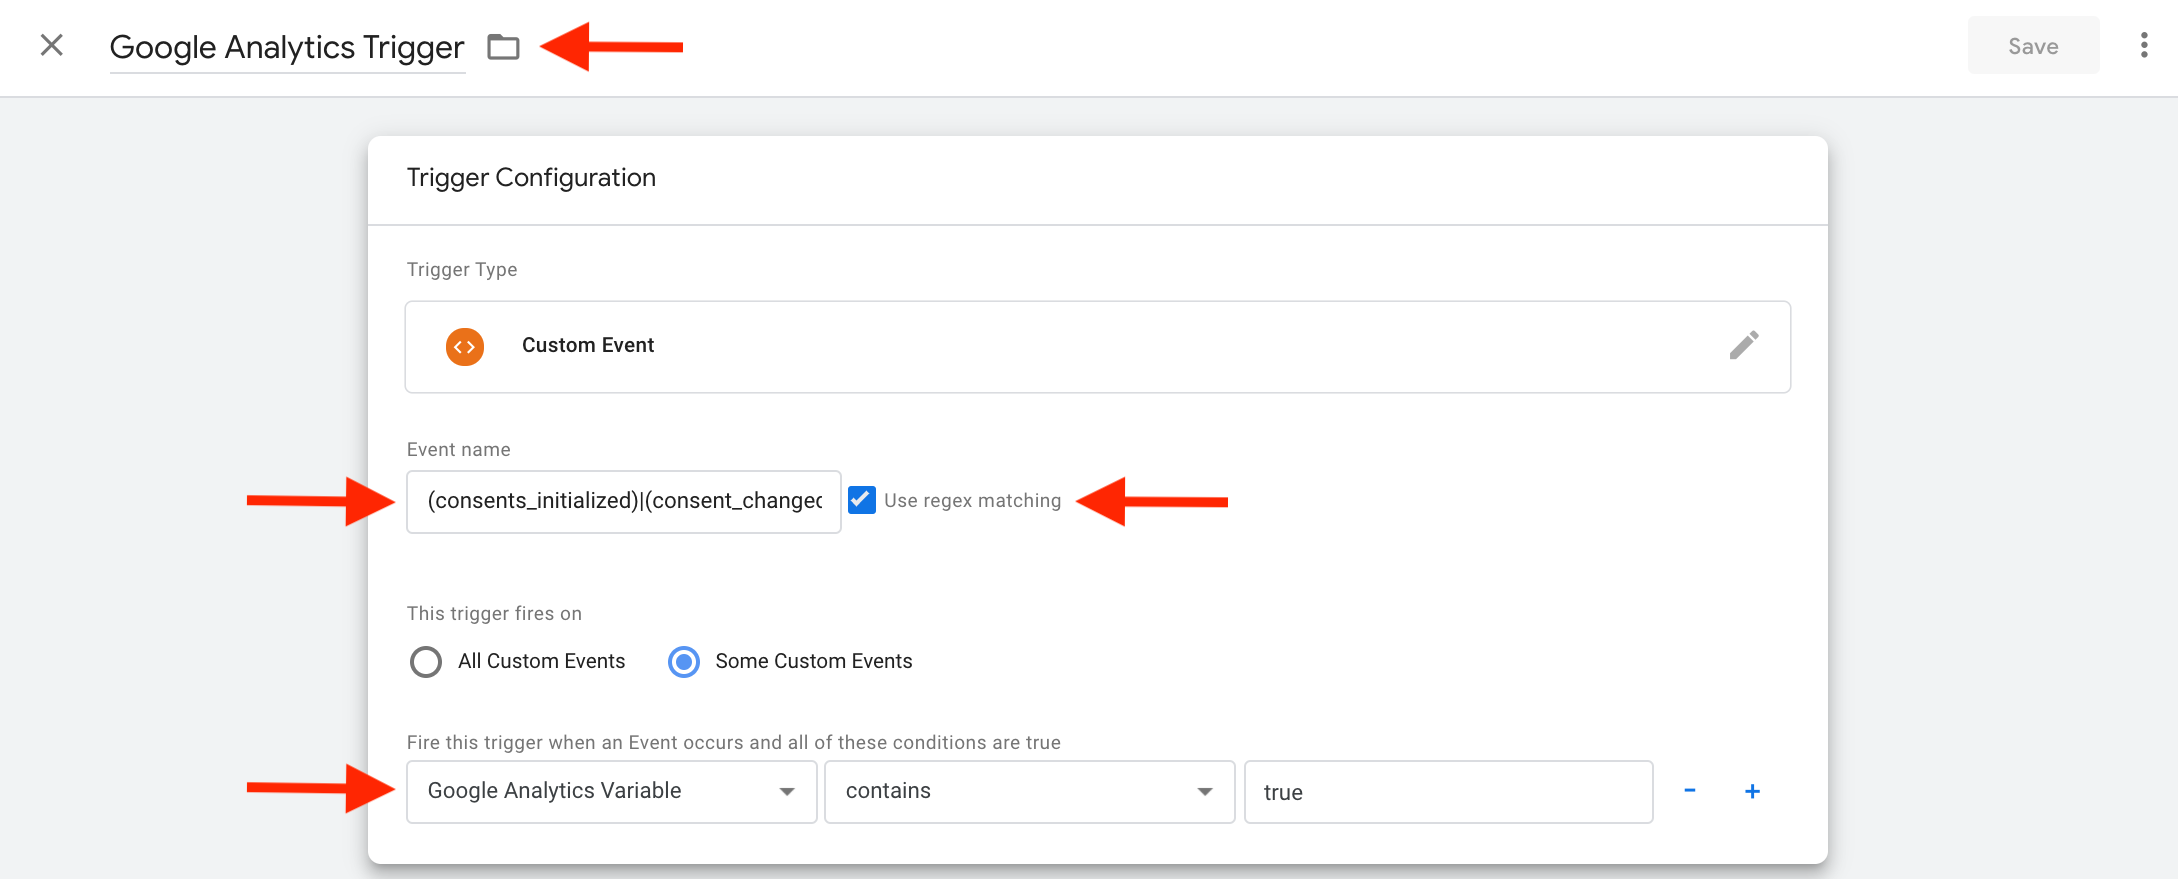 Google Analytics Trigger
Save
Trigger Configuration
Trigger Type
Custom Event
Event name
(consents_initialized)|(consent_changed
Use regex matching
This trigger fires on
All Custom Events
Some Custom Events
Fire this trigger when an Event occurs and all of these conditions are true
Google Analytics Variable
contains
true